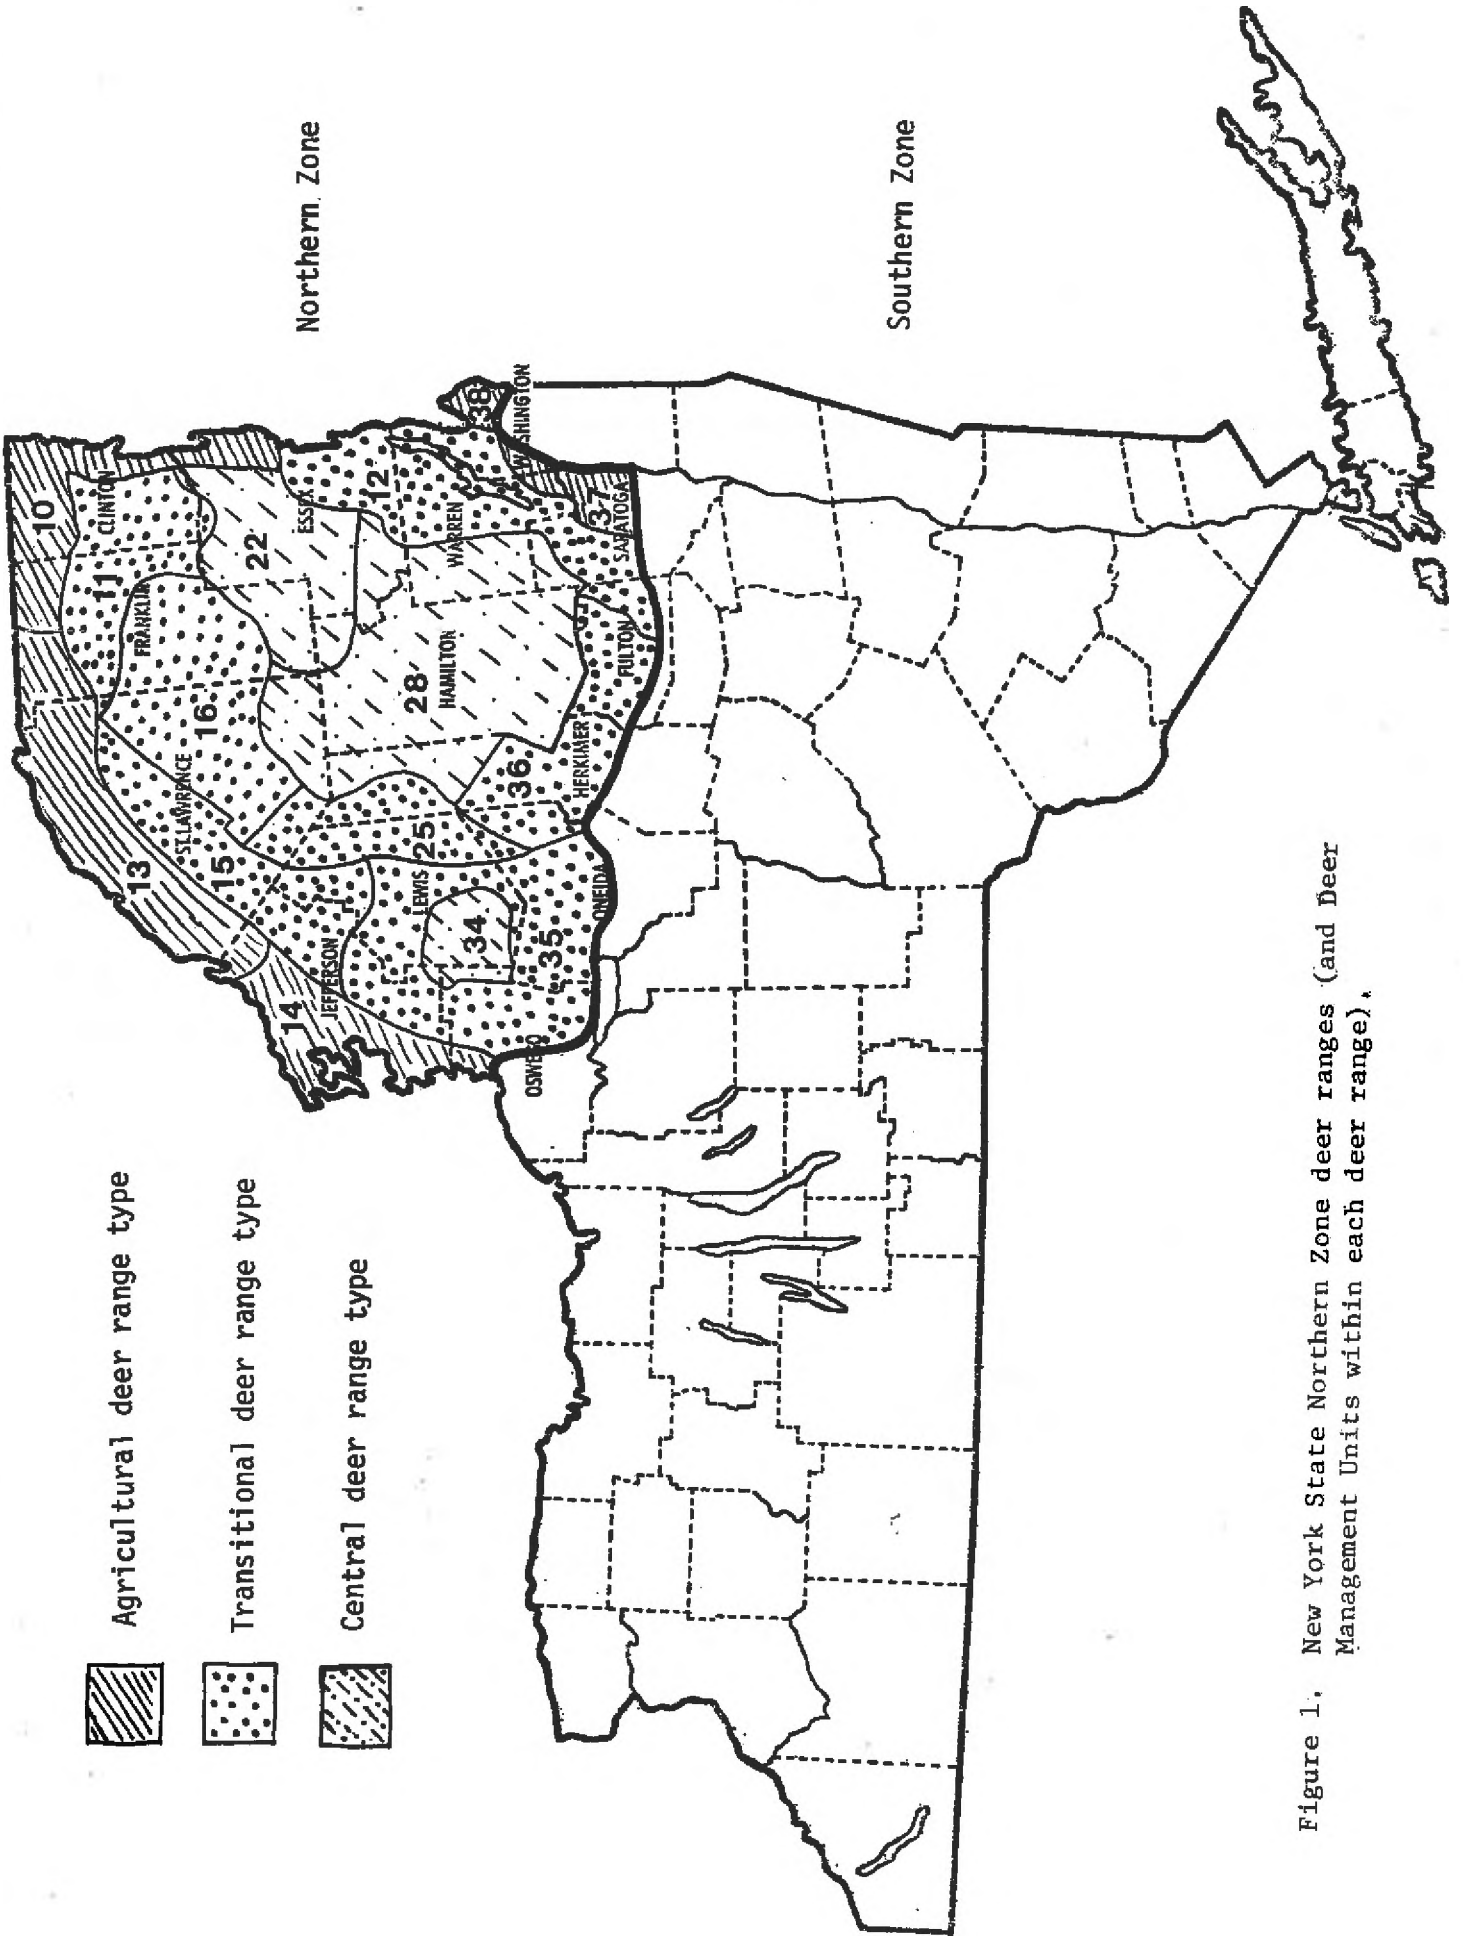 Agricultural deer range type
Transitional deer range type
Central deer range type
Northern Zone
Southern Zone
10
CLINTON
11
FRANKLIN
22
ESSEX
12
16
ST.LAWRENCE
13
15
14
JEFFERSON
28
HAMILTON
WARREN
38
WASHINGTON
37
SARATOGA
FULTON
36
HERKIMER
25
LEWIS
34
35
ONEIDA
OSWEGO
Figure 1. New York State Northern Zone deer ranges (and Deer
Management Units within each deer range).